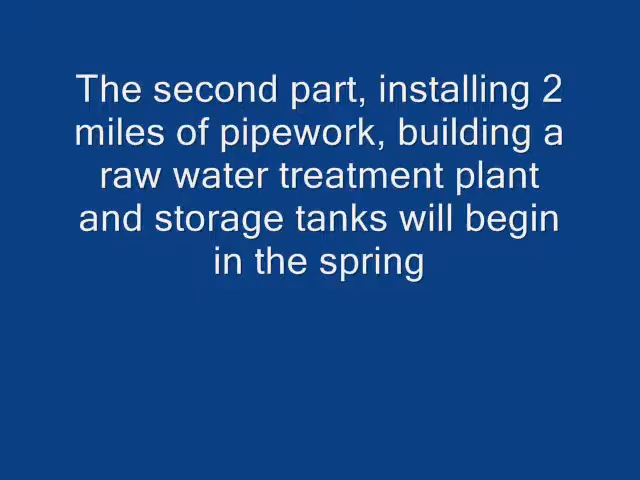 The second part, installing 2
miles of pipework, building a
raw water treatment plant
and storage tanks will begin
in the spring